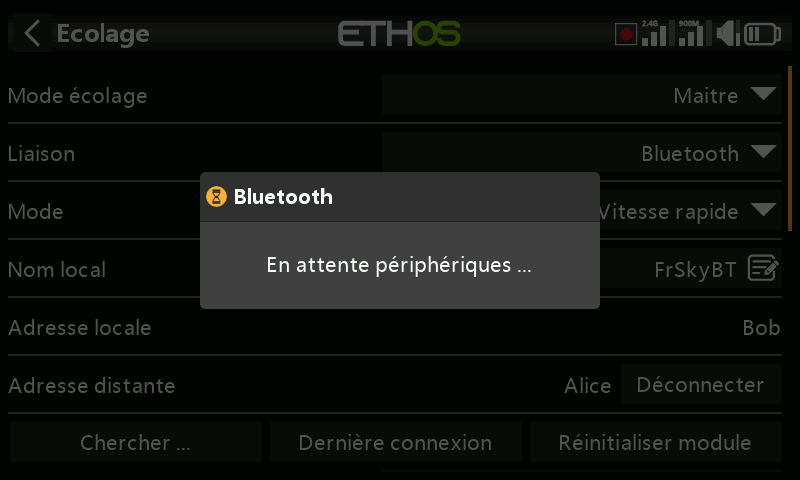 Ecolage
ETHOS
2.4G
900M
Mode écolage
Maitre
Liaison
Bluetooth
Mode
Vitesse rapide
Bluetooth
En attente périphériques ...
Nom local
FrSkyBT
Adresse locale
Bob
Adresse distante
Alice
Déconnecter
Chercher ...
Dernière connexion
Réinitialiser module